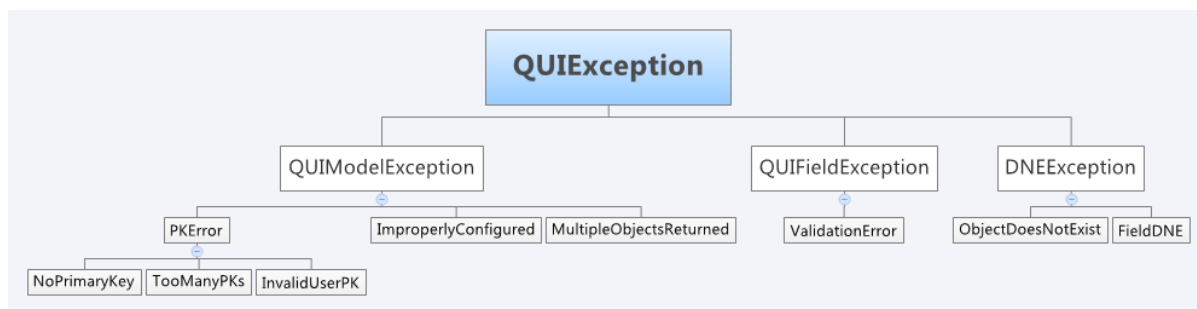 QUIException
QUIModelException
QUIFieldException
DNEException
PKError
ImproperlyConfigured
MultipleObjectsReturned
ValidationError
ObjectDoesNotExist
FieldDNE
NoPrimaryKey
TooManyPKs
InvalidUserPK